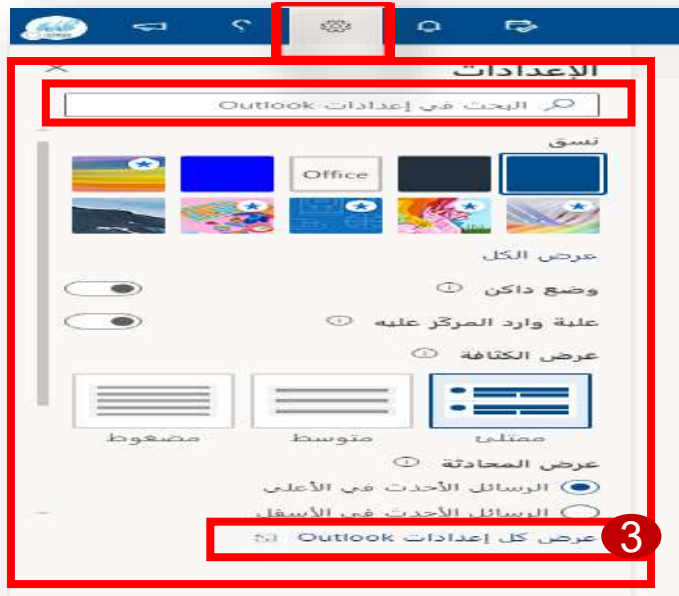 الإعدادات
البحث في إعدادات Outlook
نسق
Office
عرض الكل
وضع داكن
علبة وارد المركّز عليه
عرض الكثافة
ممتلئ متوسط مضغوط
عرض المحادثة
الرسائل الأحدث في الأعلى
الرسائل الأحدث في الأسفل
عرض كل إعدادات Outlook
3